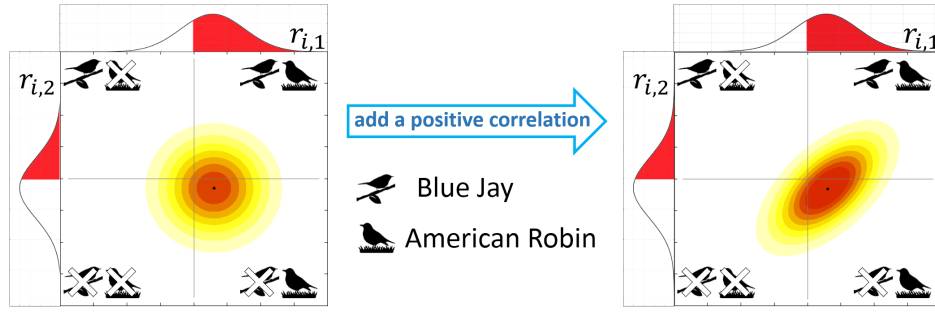 r_{i,1}
r_{i,2}
add a positive correlation
Blue Jay
American Robin
r_{i,1}
r_{i,2}